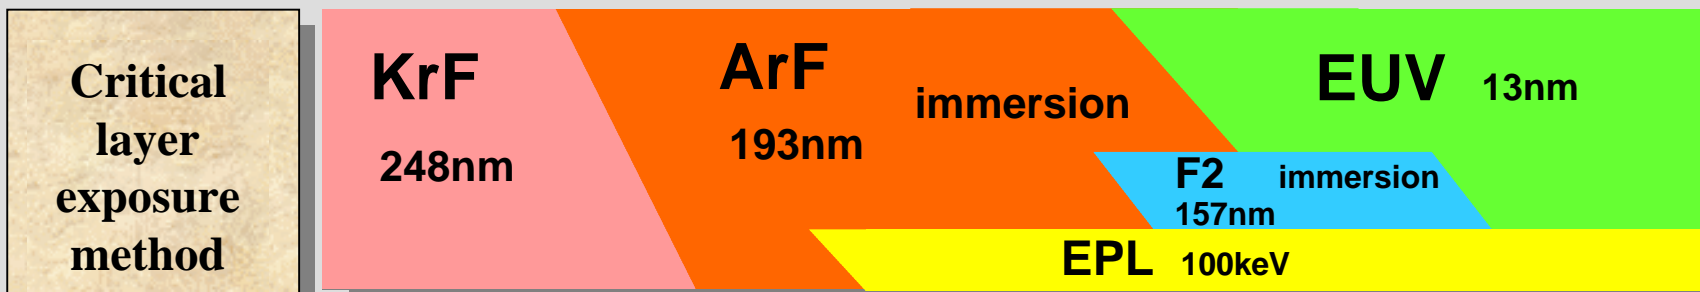 Critical
layer
exposure
method
KrF
248nm
ArF
193nm
immersion
EUV 13nm
F2 immersion
157nm
EPL 100keV